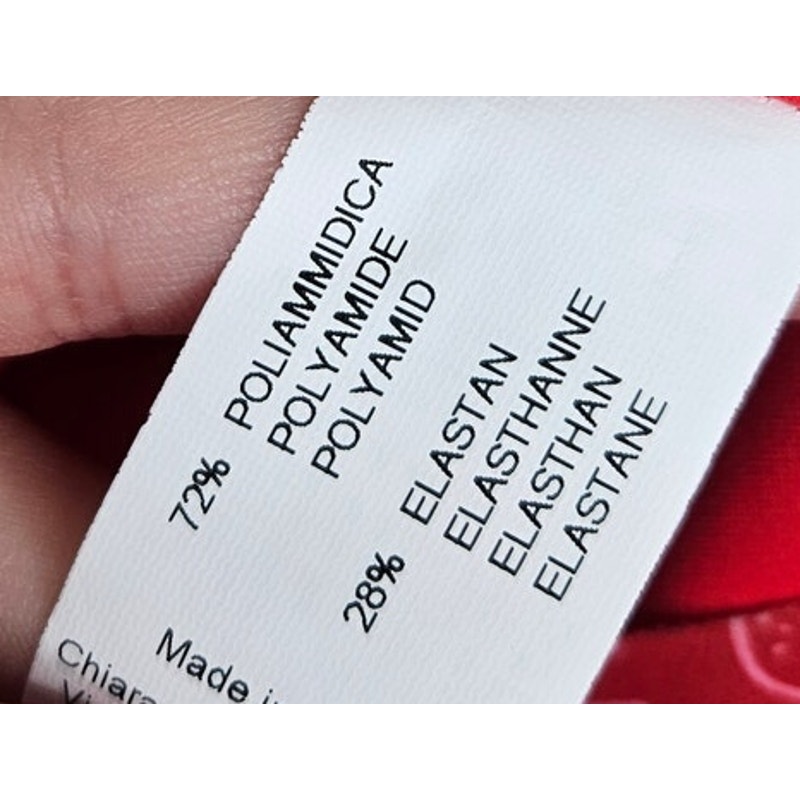 72% POLIAMMIDICA
POLYAMIDE
POLYAMID
28% ELASTAN
ELASTHANNE
ELASTHAN
ELASTANE
Made